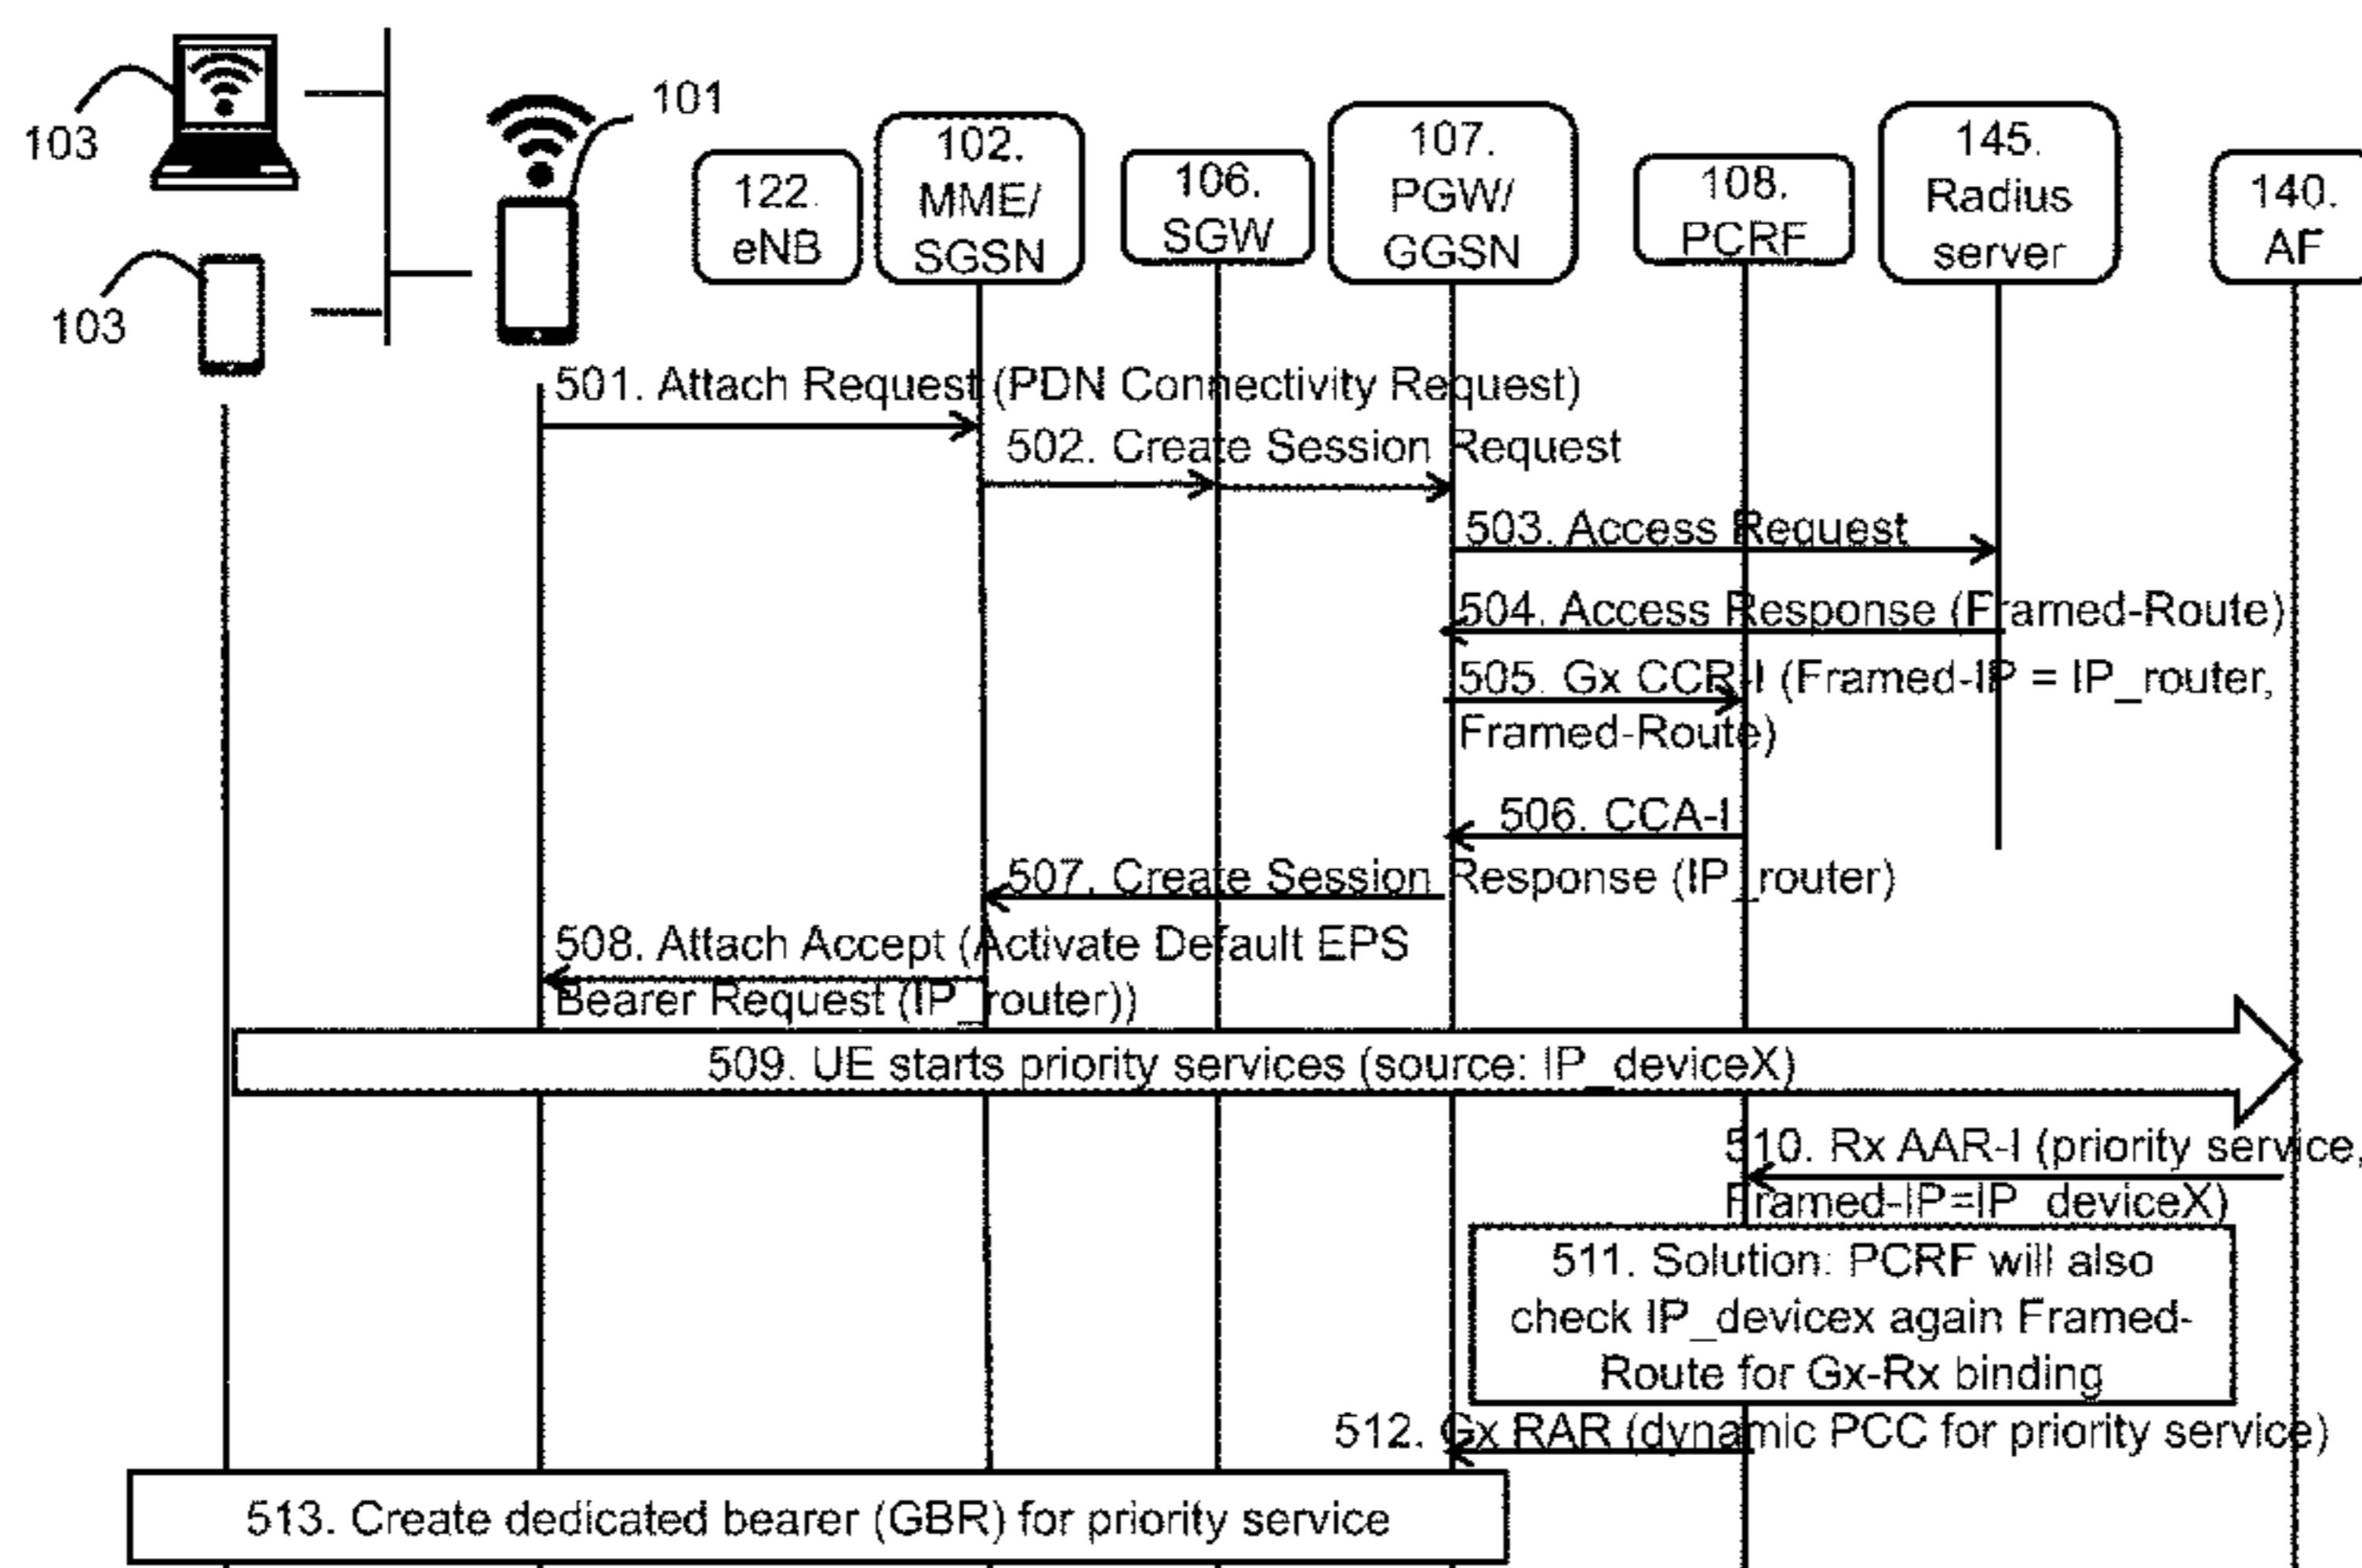 103
103
101
122.
eNB
102.
MME/
SGSN
106.
SGW
107.
PGW/
GGSN
108.
PCRF
145.
Radius
server
140.
AF
501. Attach Request (PDN Connectivity Request)
502. Create Session Request
503. Access Request
504. Access Response (Framed-Route)
505. Gx CCR-I (Framed-IP = IP_router,
Framed-Route)
506. CCA-I
507. Create Session Response (IP_router)
508. Attach Accept (Activate Default EPS
Bearer Request (IP_router))
509. UE starts priority services (source: IP_deviceX)
510. Rx AAR-I (priority service,
Framed-IP=IP_deviceX)
511. Solution: PCRF will also
check IP_devicex again Framed-
Route for Gx-Rx binding
512. Gx RAR (dynamic PCC for priority service)
513. Create dedicated bearer (GBR) for priority service